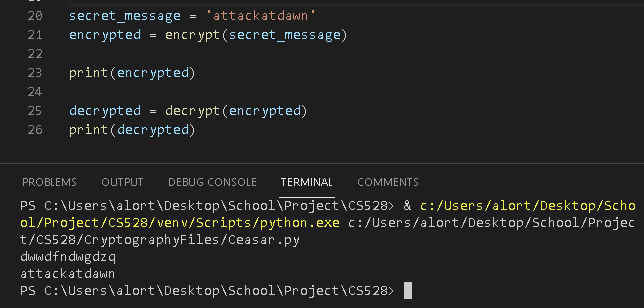 20 secret_message = 'attackatdawn'
21 encrypted = encrypt(secret_message)
22
23 print(encrypted)
24
25 decrypted = decrypt(encrypted)
26 print(decrypted)
PROBLEMS OUTPUT DEBUG CONSOLE TERMINAL COMMENTS
PS C:\Users\alort\Desktop\School\Project\CS528> & c:/Users/alort/Desktop/Scho
ol/Project/CS528/venv/Scripts/python.exe c:/Users/alort/Desktop/School/Projec
t/CS528/CryptographyFiles/Ceasar.py
dwwdfndwgdzq
attackatdawn
PS C:\Users\alort\Desktop\School\Project\CS528>